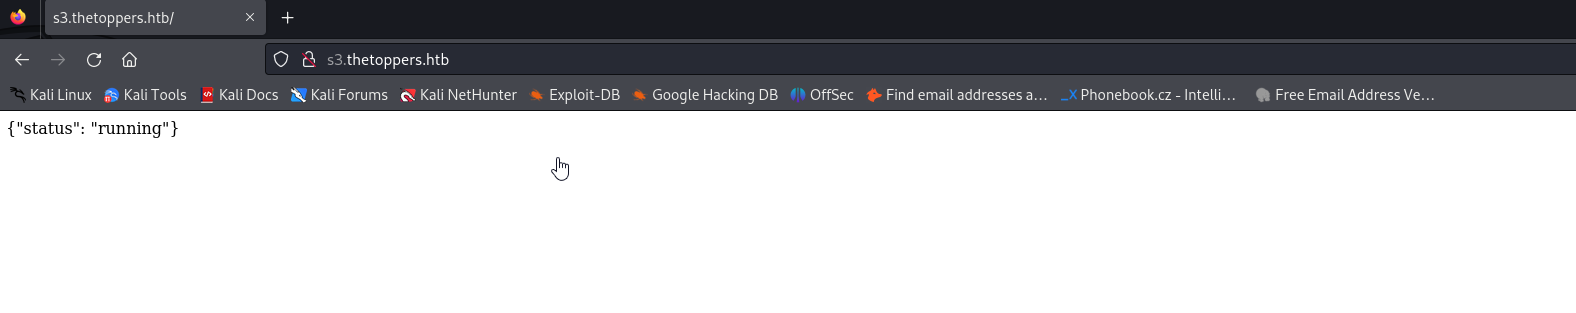 s3.thetoppers.htb/
s3.thetoppers.htb
Kali Linux Kali Tools Kali Docs Kali Forums Kali NetHunter Exploit-DB Google Hacking DB OffSec Find email addresses a… Phonebook.cz - Intelli… Free Email Address Ve…
{"status": "running"}